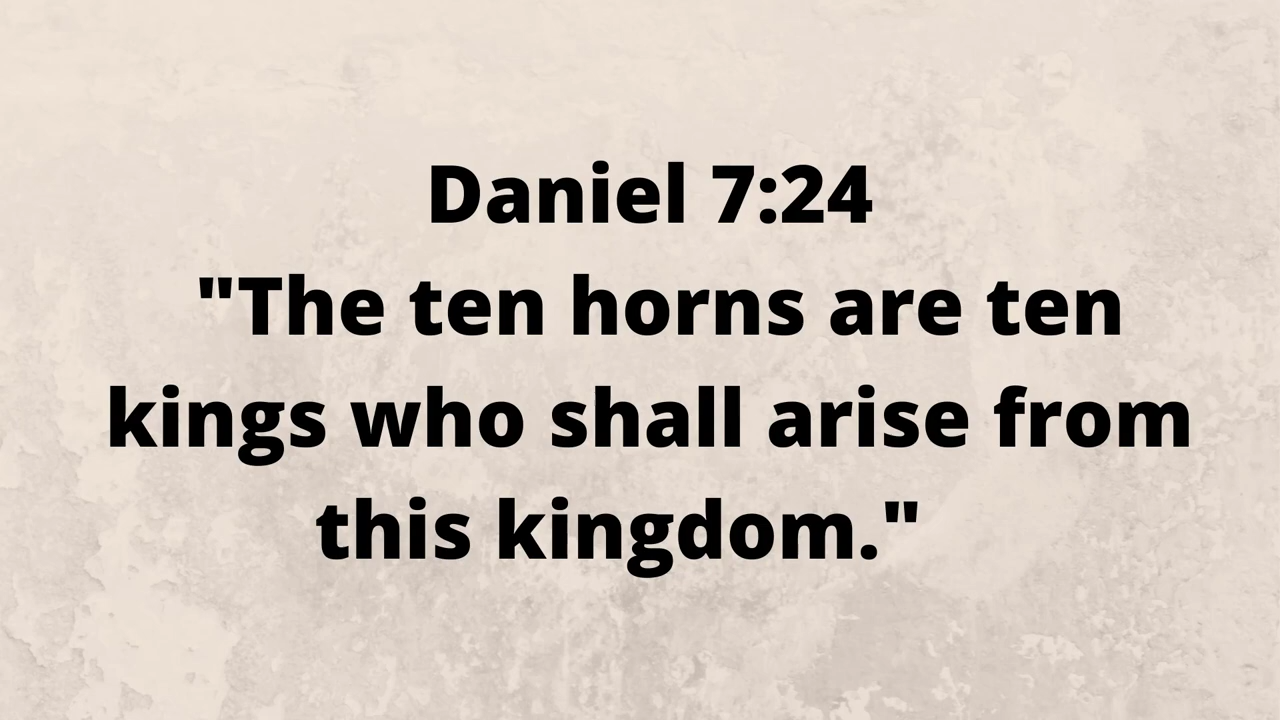 Daniel 7:24
"The ten horns are ten
kings who shall arise from
this kingdom."